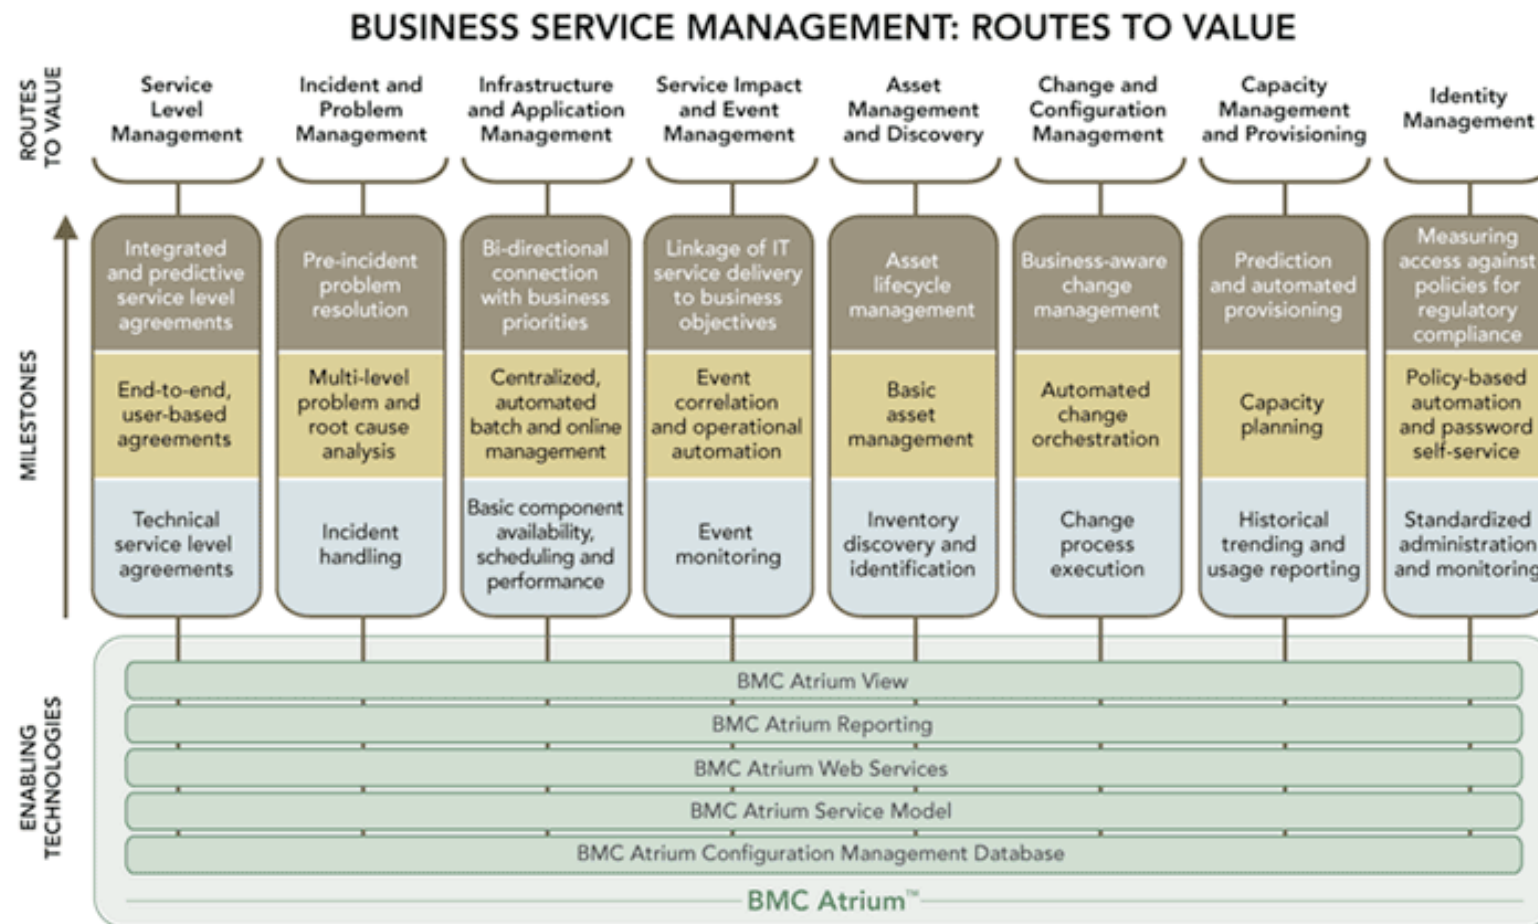 BUSINESS SERVICE MANAGEMENT: ROUTES TO VALUE
ROUTES
TO VALUE
Service
Level
Management
Incident and
Problem
Management
Infrastructure
and Application
Management
Service Impact
and Event
Management
Asset
Management
and Discovery
Change and
Configuration
Management
Capacity
Management
and Provisioning
Identity
Management
MILESTONES
Integrated
and predictive
service level
agreements
Pre-incident
problem
resolution
Bi-directional
connection
with business
priorities
Linkage of IT
service delivery
to business
objectives
Asset
lifecycle
management
Business-aware
change
management
Prediction
and automated
provisioning
Measuring
access against
policies for
regulatory
compliance
End-to-end,
user-based
agreements
Multi-level
problem and
root cause
analysis
Centralized,
automated
batch and online
management
Event
correlation
and operational
automation
Basic
asset
management
Automated
change
orchestration
Capacity
planning
Policy-based
automation
and password
self-service
Technical
service level
agreements
Incident
handling
Basic component
availability,
scheduling and
performance
Event
monitoring
Inventory
discovery and
identification
Change
process
execution
Historical
trending and
usage reporting
Standardized
administration
and monitoring
ENABLING
TECHNOLOGIES
BMC Atrium View
BMC Atrium Reporting
BMC Atrium Web Services
BMC Atrium Service Model
BMC Atrium Configuration Management Database
BMC Atrium™